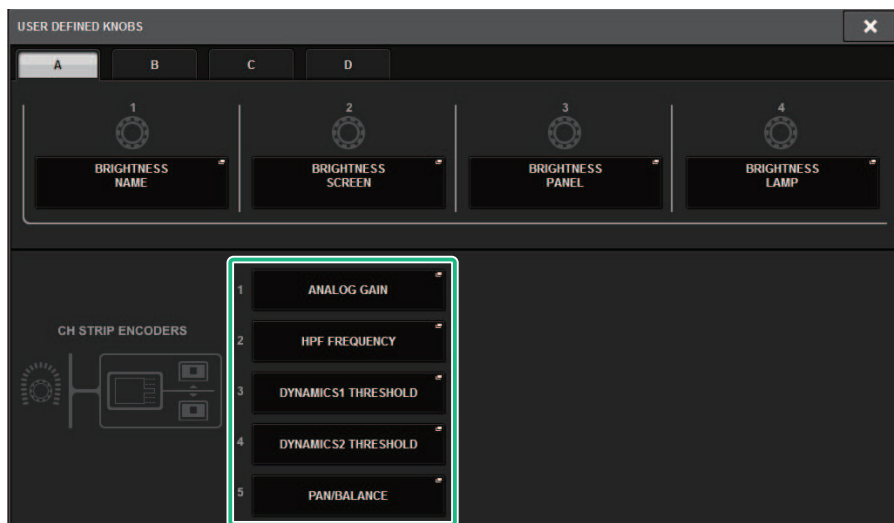 USER DEFINED KNOBS
A B C D
1 2 3 4
BRIGHTNESS
NAME
BRIGHTNESS
SCREEN
BRIGHTNESS
PANEL
BRIGHTNESS
LAMP
CH STRIP ENCODERS
1 ANALOG GAIN
2 HPF FREQUENCY
3 DYNAMICS1 THRESHOLD
4 DYNAMICS2 THRESHOLD
5 PAN/BALANCE